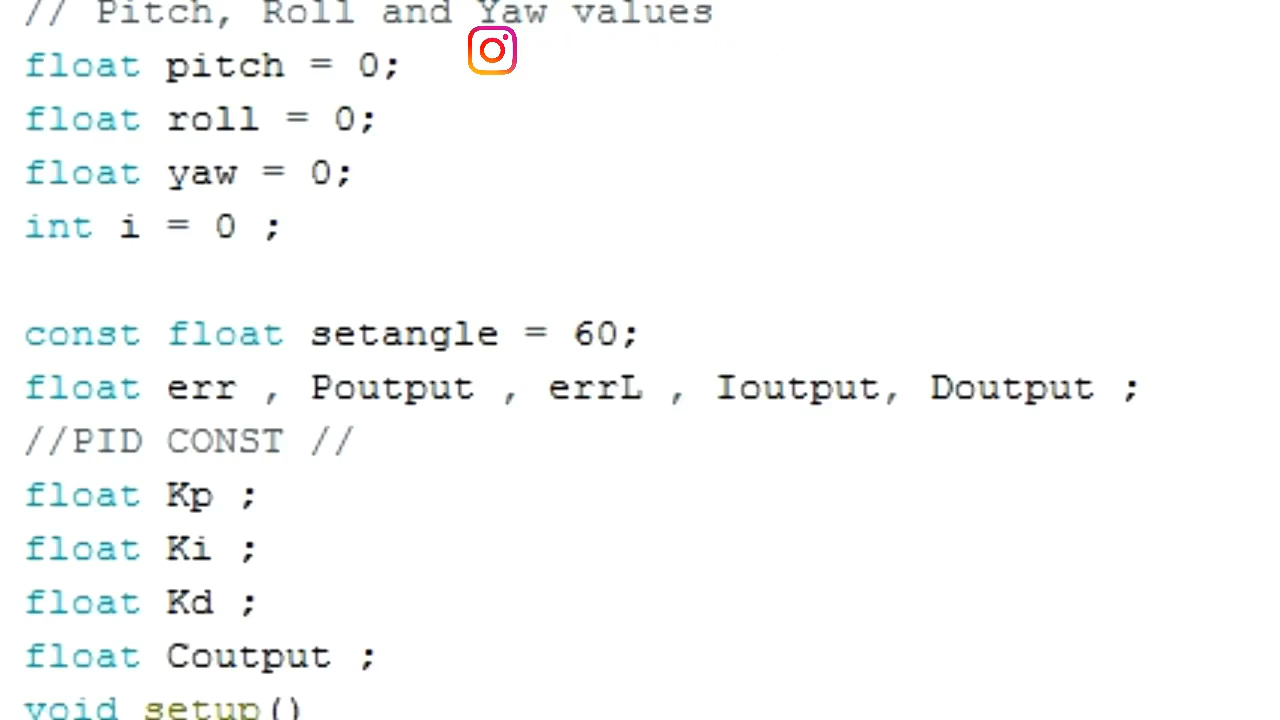 // Pitch, Roll and Yaw values
float pitch = 0;
float roll = 0;
float yaw = 0;
int i = 0 ;
const float setangle = 60;
float err , Poutput , errL , Ioutput, Doutput ;
//PID CONST //
float Kp ;
float Ki ;
float Kd ;
float Coutput ;
void setup()